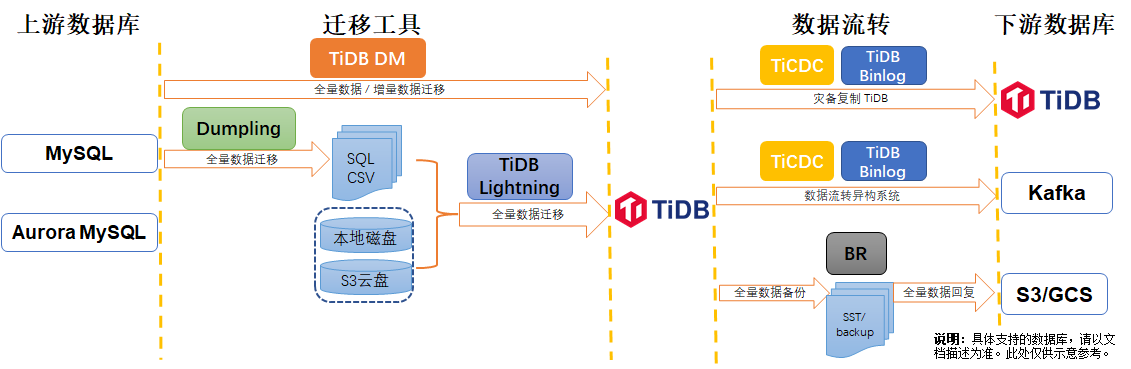 上游数据库
迁移工具
数据流转
下游数据库
TiDB DM
全量数据 / 增量数据迁移
Dumpling
全量数据迁移
MySQL
Aurora MySQL
SQL
CSV
本地磁盘
S3云盘
TiDB
Lightning
全量数据迁移
TiDB
TiCDC
TiDB
Binlog
灾备复制 TiDB
TiDB
TiCDC
TiDB
Binlog
数据流转异构系统
Kafka
BR
全量数据备份
SST/
backup
全量数据回复
S3/GCS
说明：具体支持的数据库，请以文
档描述为准。此处仅供示意参考。